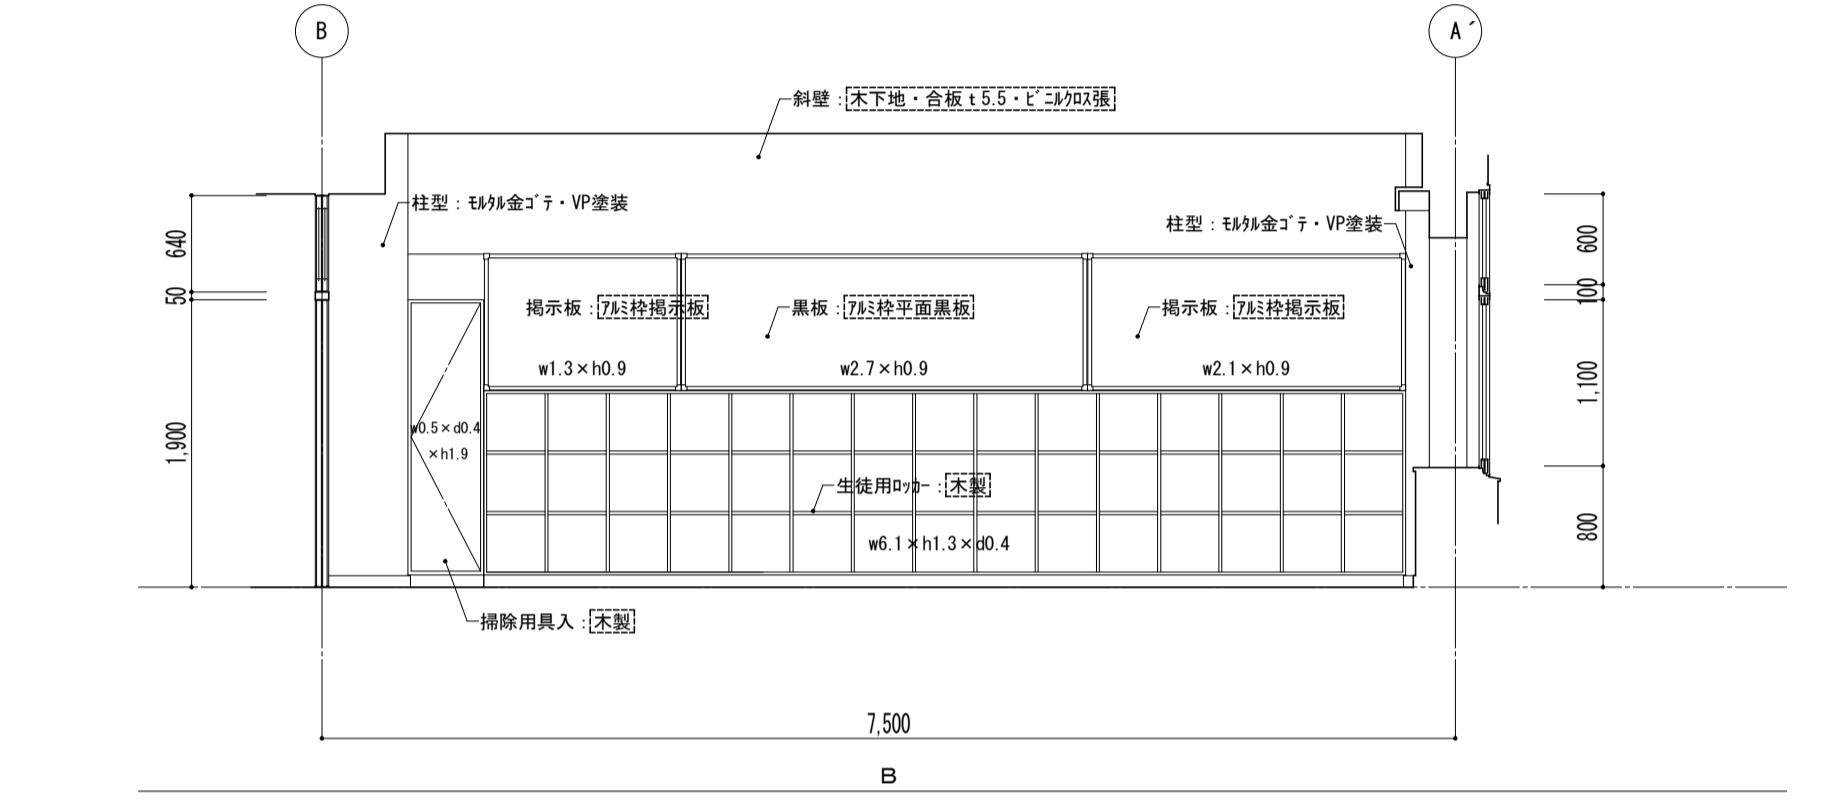 B
A´
斜壁：木下地・合板ｔ5.5・ﾋﾞﾆﾙｸﾛｽ張
柱型：ﾓﾙﾀﾙ金ｺﾞﾃ・VP塗装
柱型：ﾓﾙﾀﾙ金ｺﾞﾃ・VP塗装
640
50
1,900
600
100
1,100
800
掲示板：ｱﾙﾐ枠掲示板
黒板：ｱﾙﾐ枠平面黒板
掲示板：ｱﾙﾐ枠掲示板
w1.3×h0.9
w2.7×h0.9
w2.1×h0.9
w0.5×d0.4
×h1.9
生徒用ﾛｯｶｰ：木製
w6.1×h1.3×d0.4
掃除用具入：木製
7,500
B